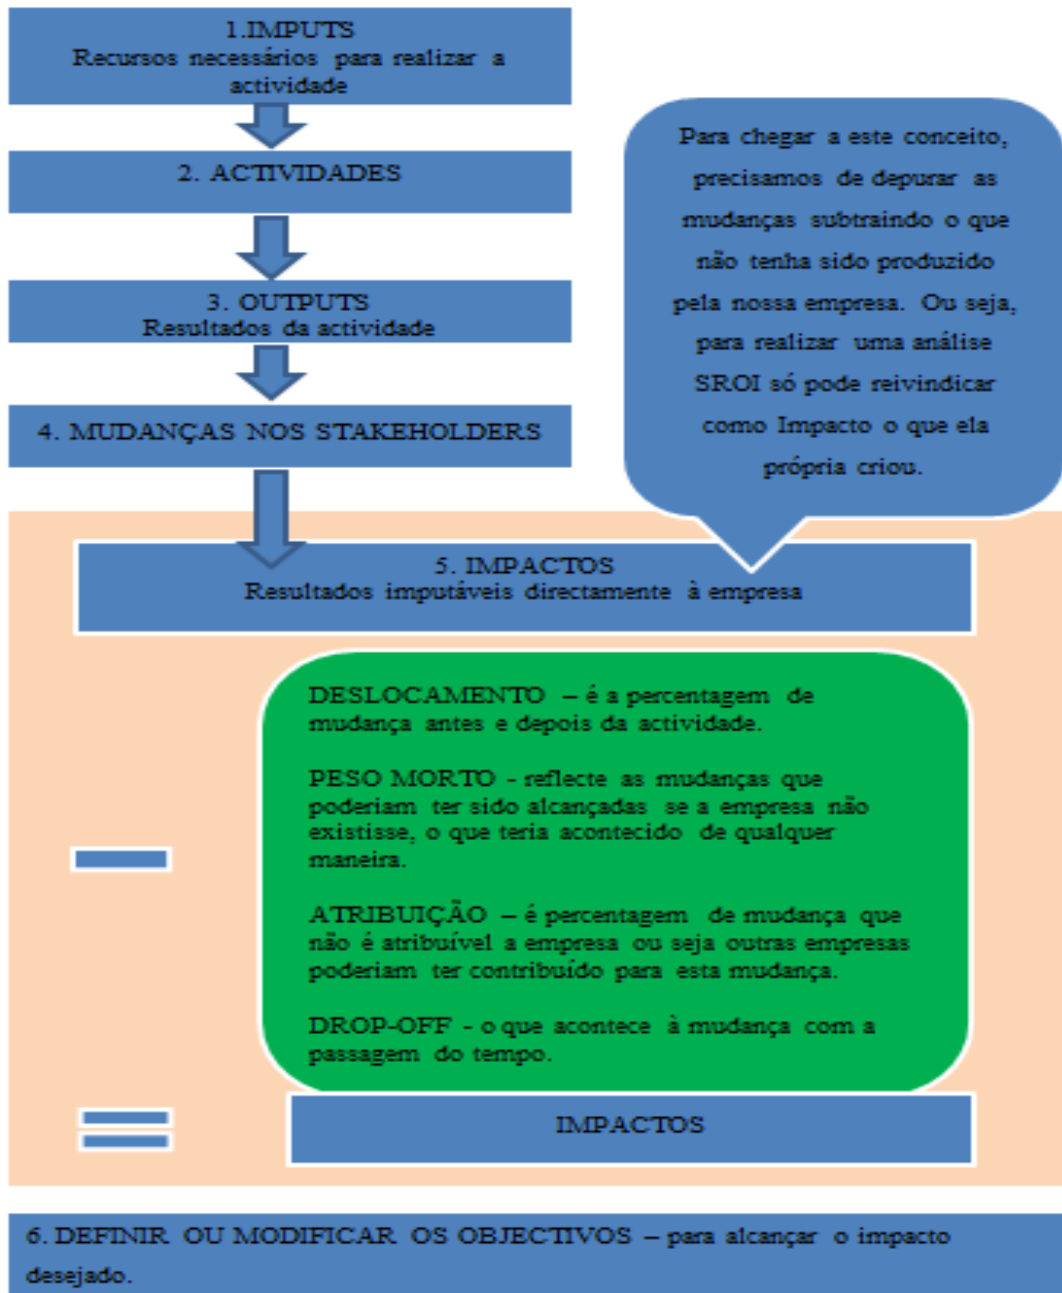 1.IMPUTS
Recursos necessários para realizar a
actividade
2. ACTIVIDADES
3. OUTPUTS
Resultados da actividade
4. MUDANÇAS NOS STAKEHOLDERS
Para chegar a este conceito,
precisamos de depurar as
mudanças subtraindo o que
não tenha sido produzido
pela nossa empresa. Ou seja,
para realizar uma análise
SROI só pode reivindicar
como Impacto o que ela
própria criou.
5. IMPACTOS
Resultados imputáveis directamente à empresa
DESLOCAMENTO – é a percentagem de
mudança antes e depois da actividade.
PESO MORTO - reflecte as mudanças que
poderiam ter sido alcançadas se a empresa não
existisse, o que teria acontecido de qualquer
maneira.
ATRIBUIÇÃO – é percentagem de mudança que
não é atribuível a empresa ou seja outras empresas
poderiam ter contribuído para esta mudança.
DROP-OFF - o que acontece à mudança com a
passagem do tempo.
IMPACTOS
6. DEFINIR OU MODIFICAR OS OBJECTIVOS – para alcançar o impacto
desejado.